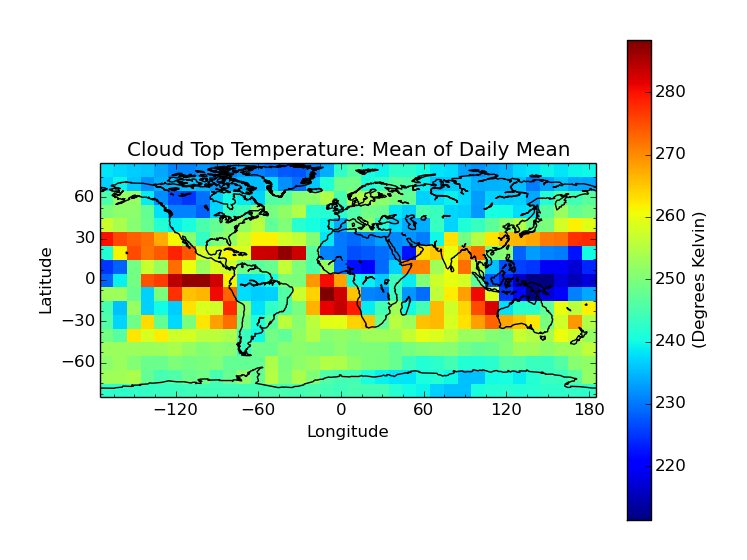 Cloud Top Temperature: Mean of Daily Mean
60
30
0
−30
−60
Latitude
−120 −60 0 60 120 180
Longitude
280
270
260
250
240
230
220
(Degrees Kelvin)